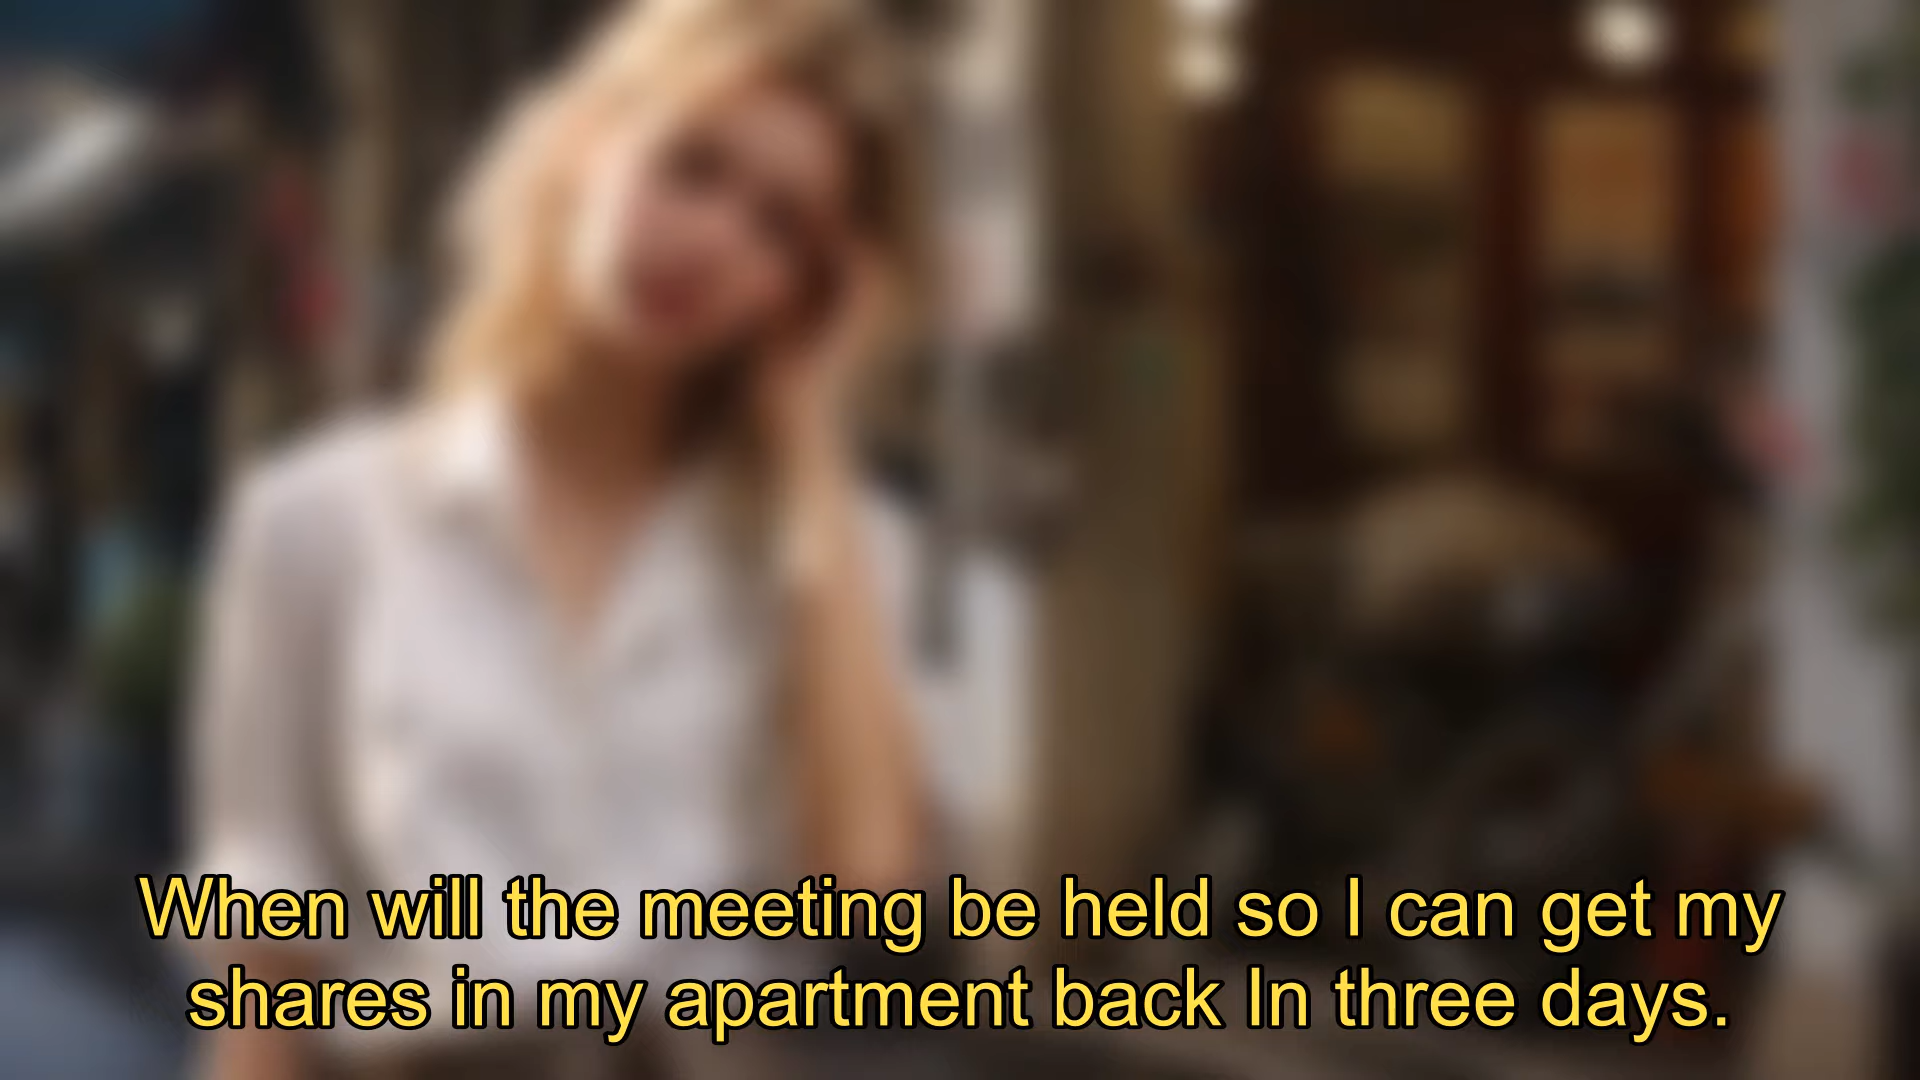 When will the meeting be held so I can get my
shares in my apartment back In three days.